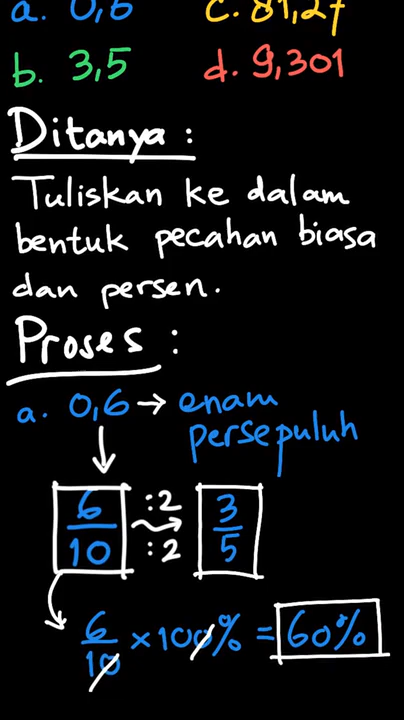 a. 0,6 c. 81,27
b. 3,5 d. 9,301
Ditanya :
Tuliskan ke dalam
bentuk pecahan biasa
dan persen.
Proses :
a. 0,6 → enam
persepuluh
6/10 :2 :2 3/5
6/10 × 100% = 60%